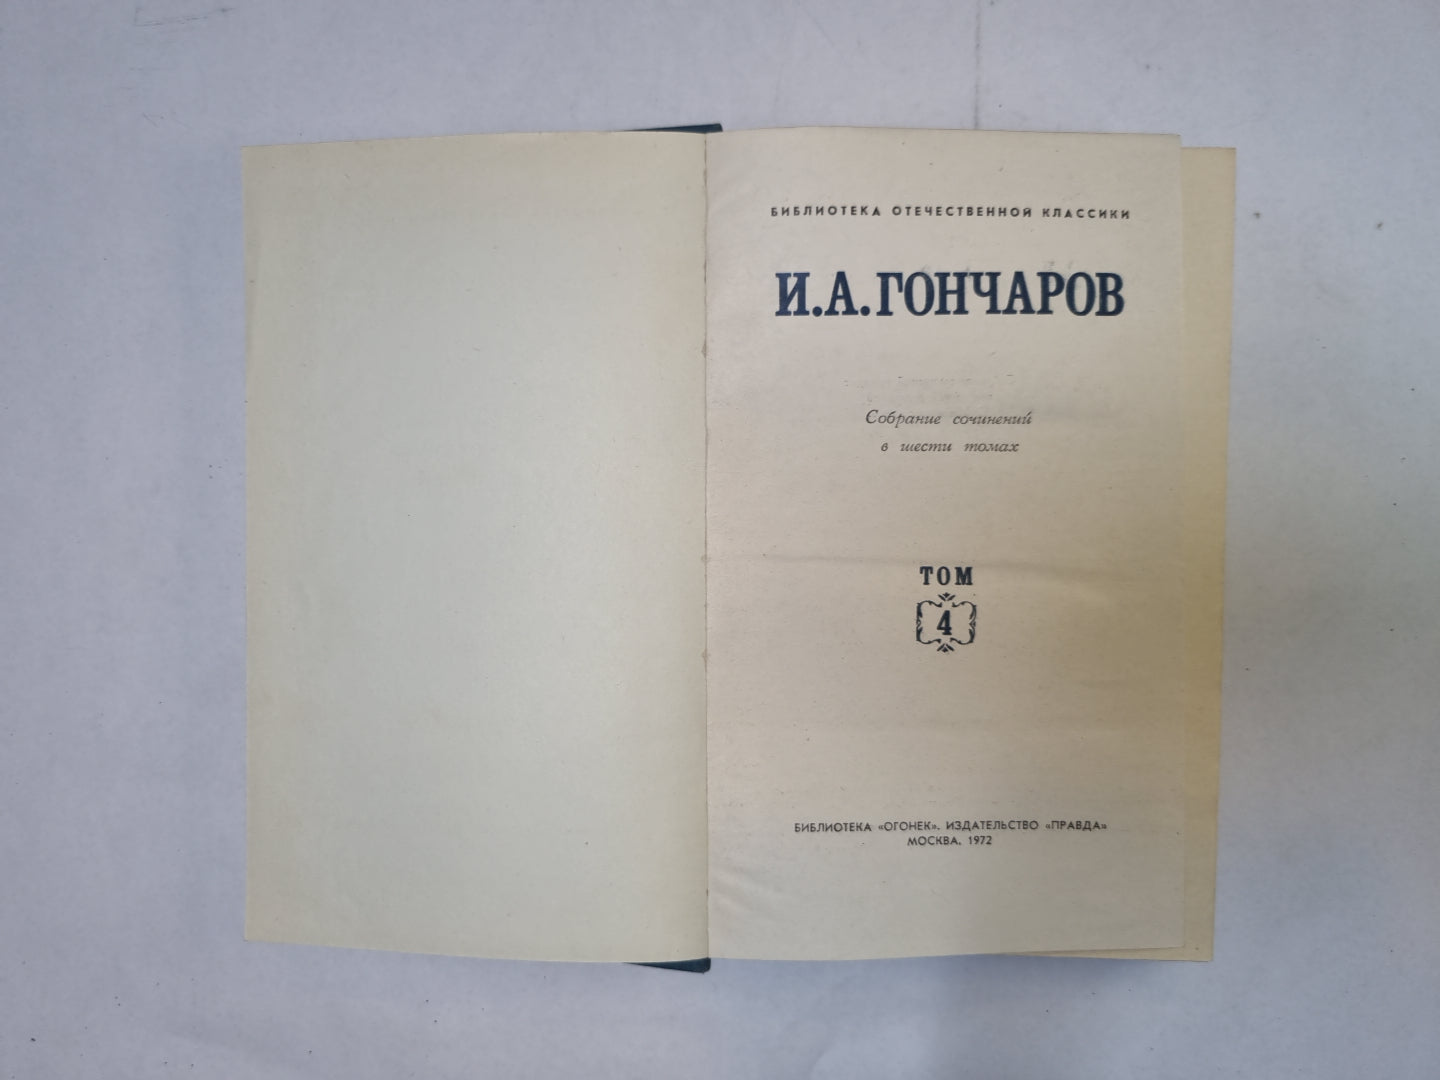 БИБЛИОТЕКА ОТЕЧЕСТВЕННОЙ КЛАССИКИ
И.А.ГОНЧАРОВ
Собрание сочинений
в шести томах
ТОМ
4
БИБЛИОТЕКА «ОГОНЕК». ИЗДАТЕЛЬСТВО «ПРАВДА»
МОСКВА. 1972